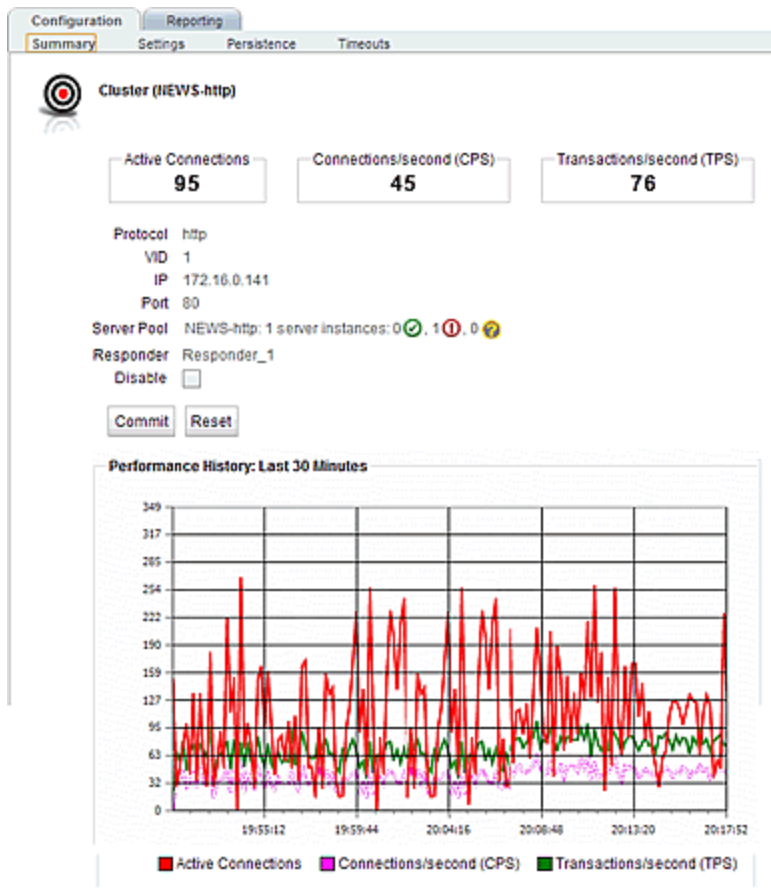 Configuration Reporting
Summary Settings Persistence Timeouts
Cluster (NEWS-http)
Active Connections Connections/second (CPS) Transactions/second (TPS)
95 45 76
Protocol http
VID 1
IP 172.16.0.141
Port 80
Server Pool NEWS-http: 1 server instances: 0 , 1 , 0
Responder Responder_1
Disable
Commit Reset
Performance History: Last 30 Minutes
349
317
285
254
222
190
159
127
95
63
32
0
19:55:12 19:59:44 20:04:16 20:08:48 20:13:20 20:17:52
Active Connections Connections/second (CPS) Transactions/second (TPS)